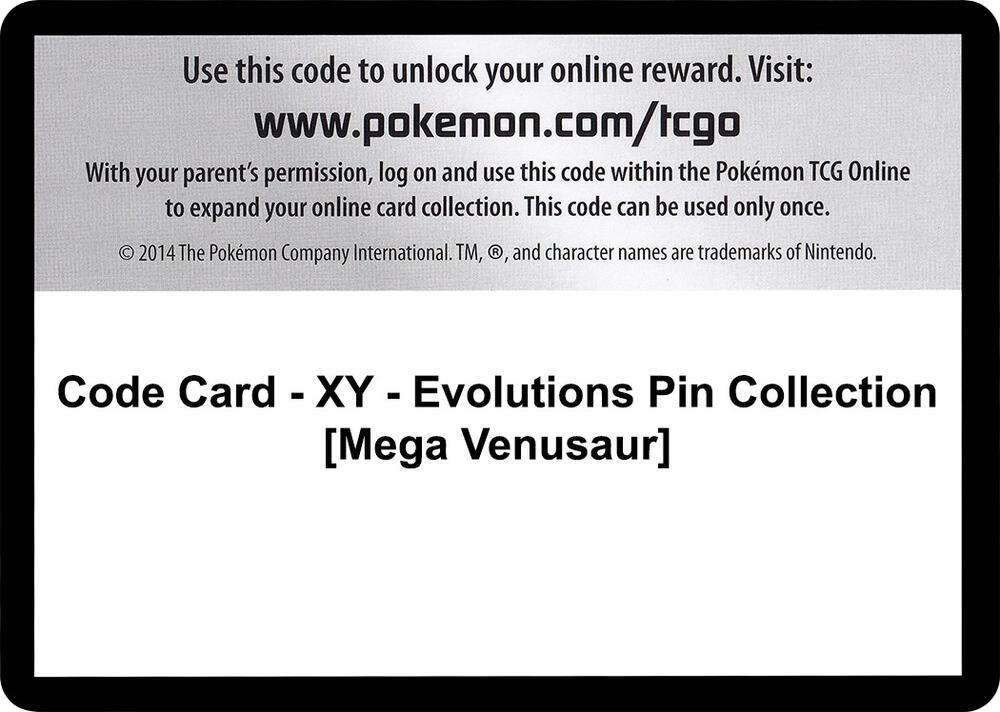 Use this code to unlock your online reward. Visit:
www.pokemon.com/tcgo
With your parent's permission, log on and use this code within the Pokémon TCG Online
to expand your online card collection. This code can be used only once.
© 2014 The Pokémon Company International. TM, ®, and character names are trademarks of Nintendo.
Code Card - XY - Evolutions Pin Collection
[Mega Venusaur]